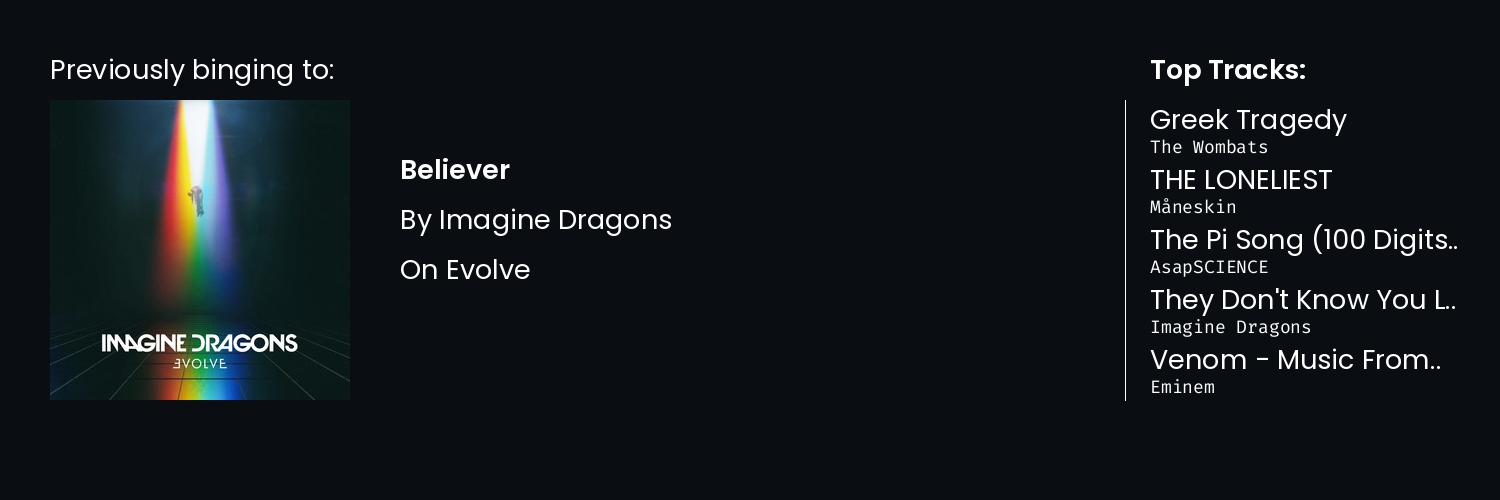 Previously binging to:
IMAGINE DRAGONS
EVOLVE
Believer
By Imagine Dragons
On Evolve
Top Tracks:
Greek Tragedy
The Wombats
THE LONELIEST
Måneskin
The Pi Song (100 Digits..
AsapSCIENCE
They Don't Know You L..
Imagine Dragons
Venom - Music From..
Eminem